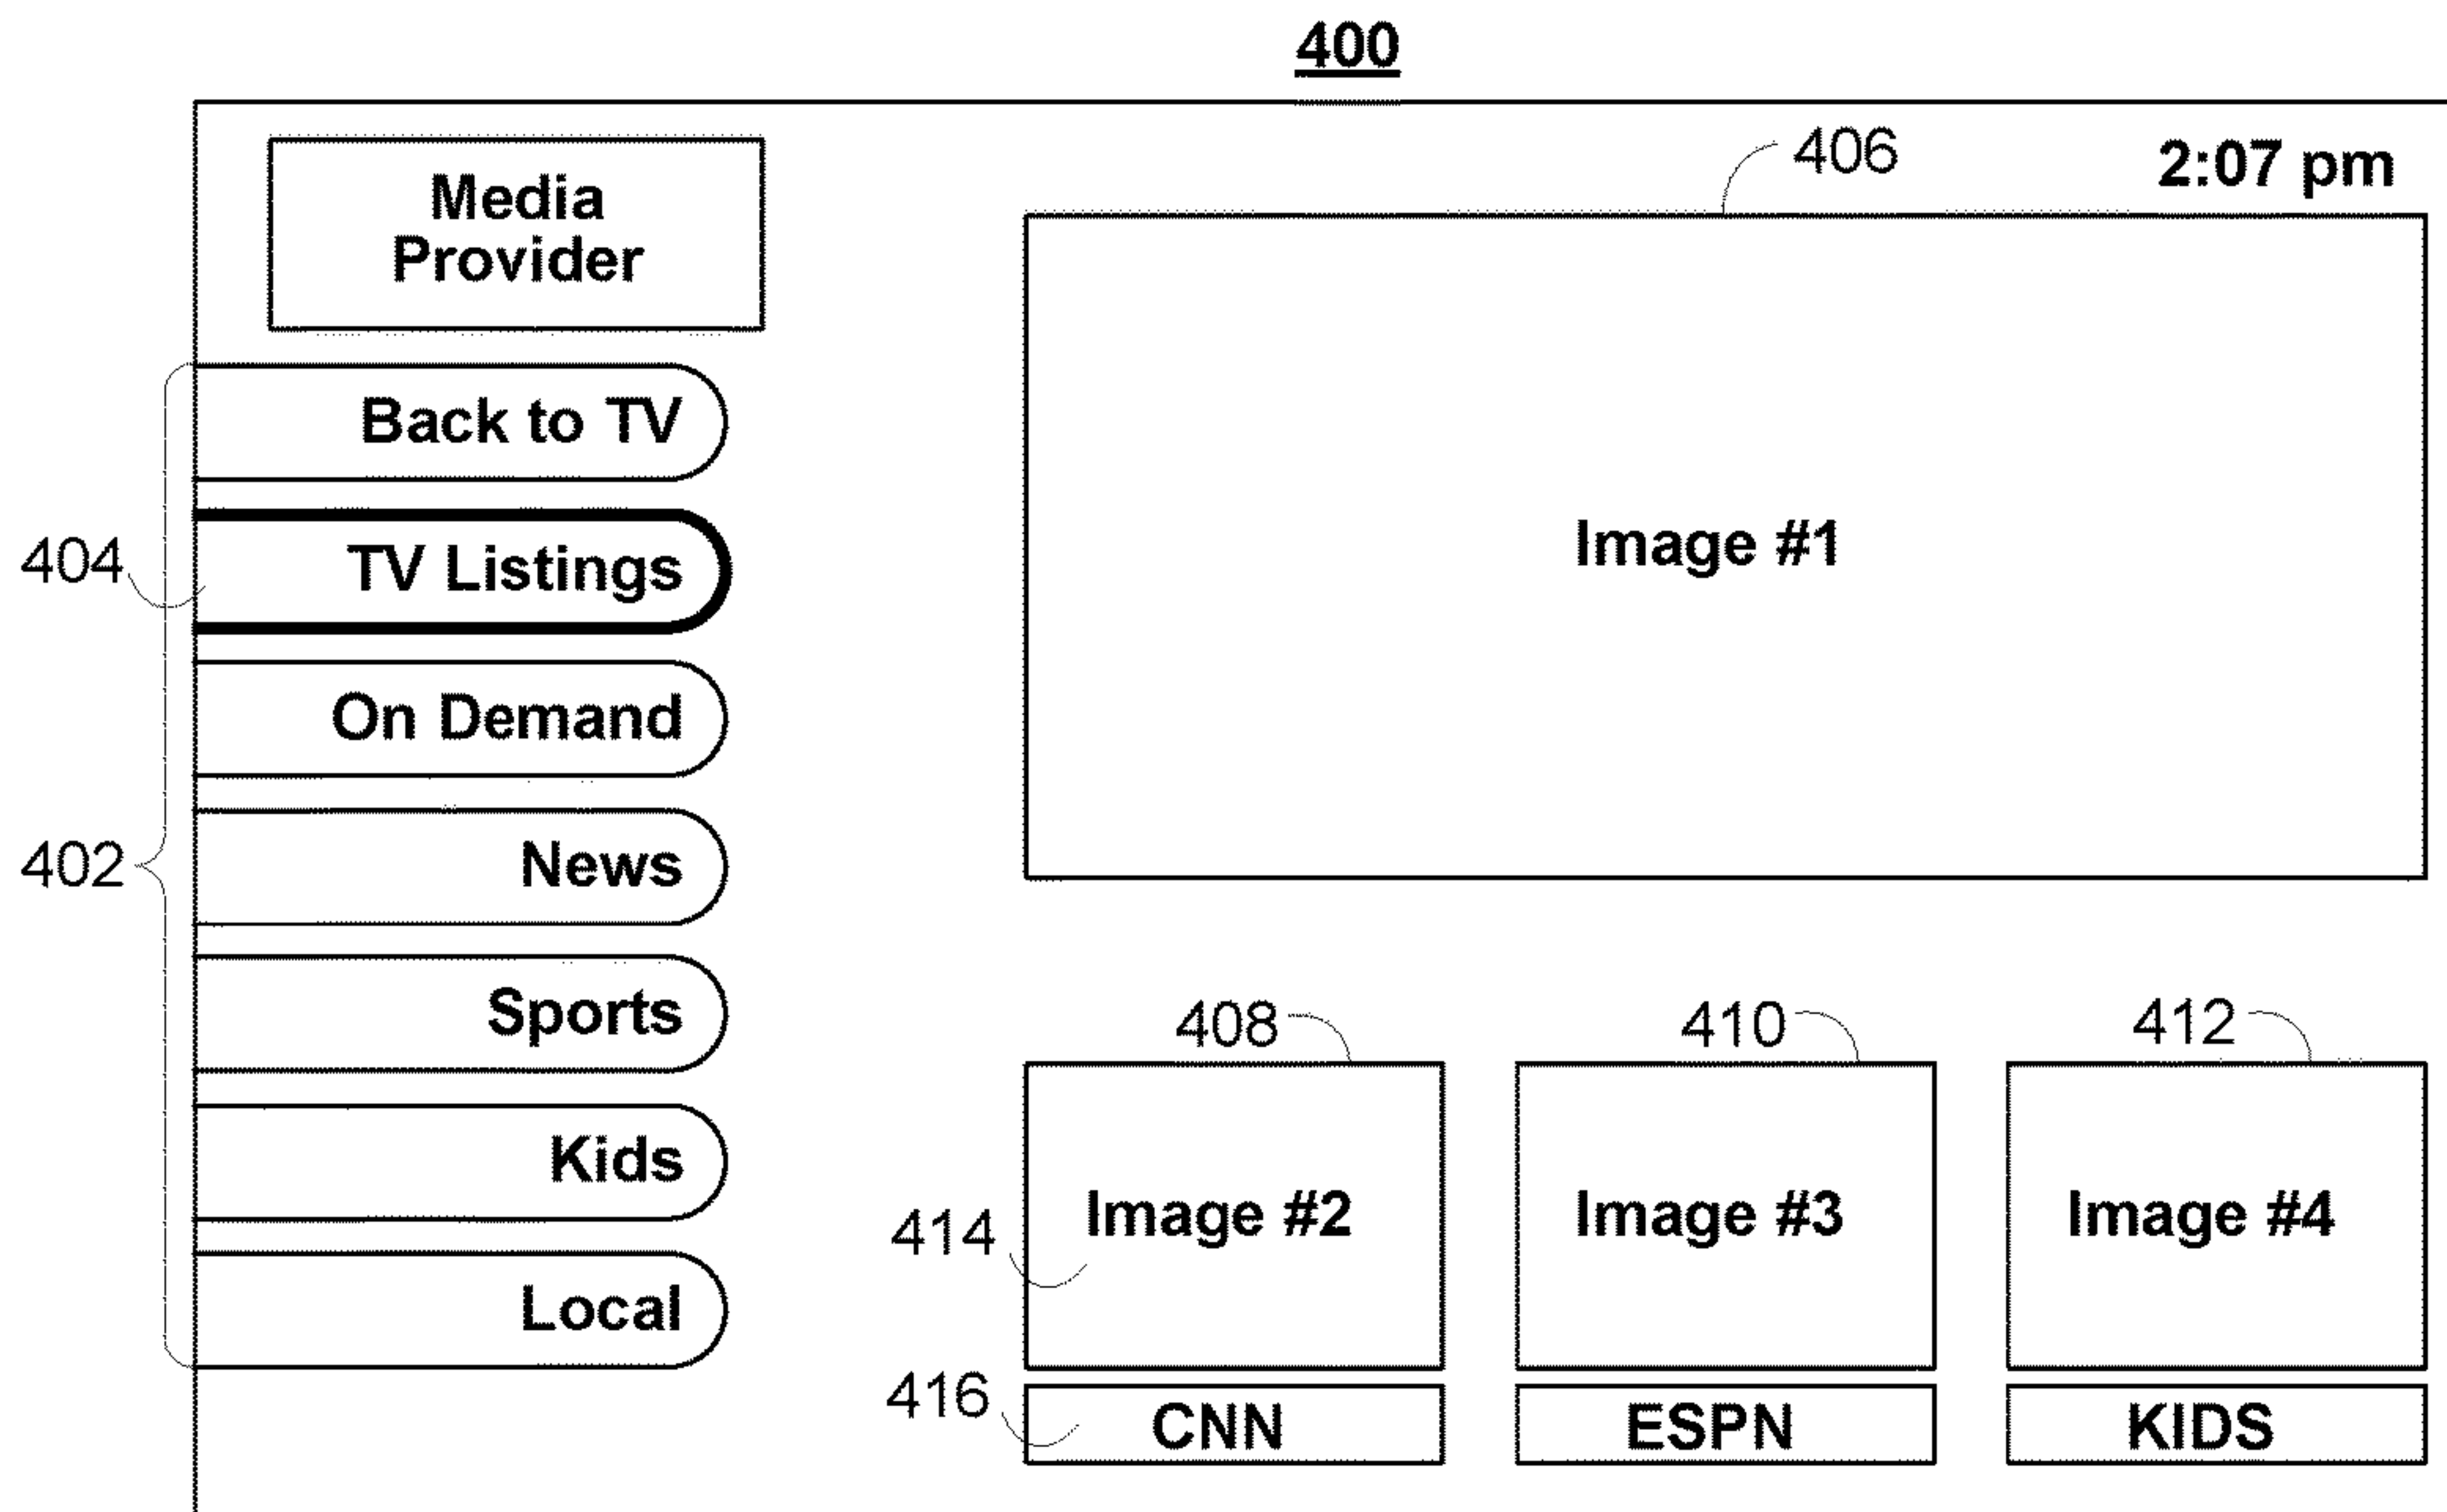 400
406
2:07 pm
Media
Provider
Back to TV
404
TV Listings
On Demand
402
News
Sports
Kids
Local
Image #1
408
410
412
Image #2
Image #3
Image #4
414
416
CNN
ESPN
KIDS